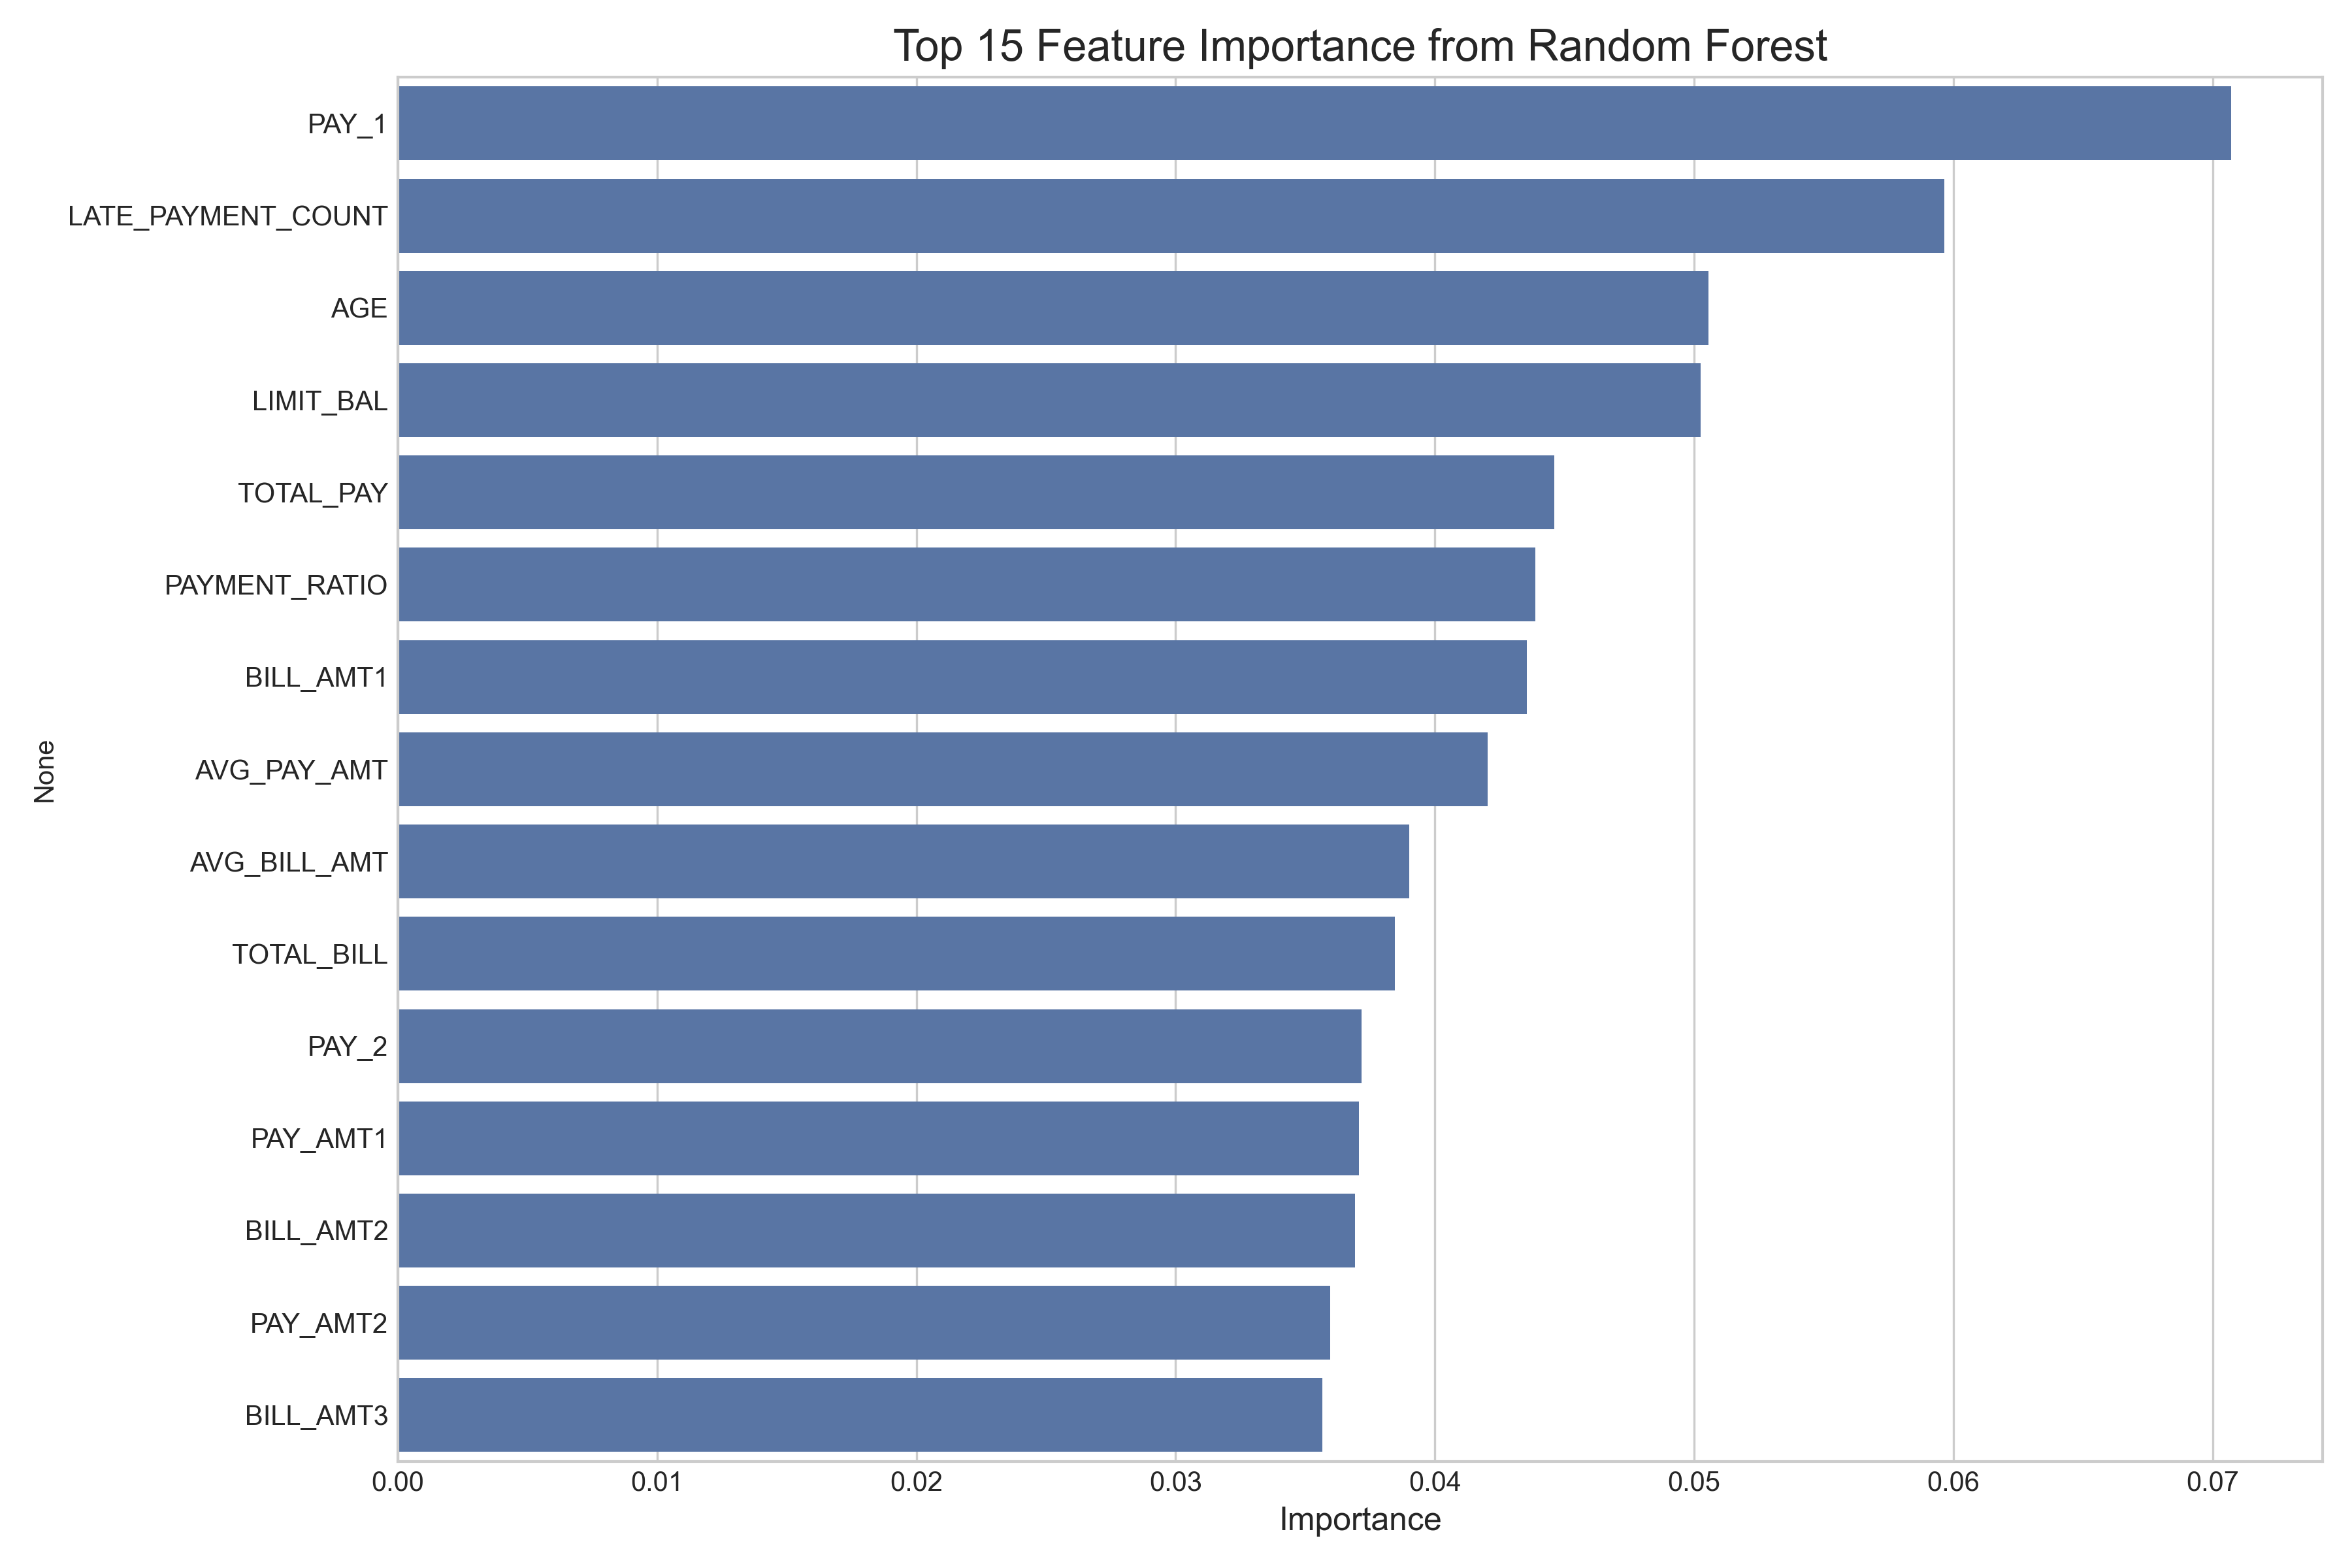 Top 15 Feature Importance from Random Forest
PAY_1
LATE_PAYMENT_COUNT
AGE
LIMIT_BAL
TOTAL_PAY
PAYMENT_RATIO
BILL_AMT1
AVG_PAY_AMT
AVG_BILL_AMT
TOTAL_BILL
PAY_2
PAY_AMT1
BILL_AMT2
PAY_AMT2
BILL_AMT3
None
0.00 0.01 0.02 0.03 0.04 0.05 0.06 0.07
Importance